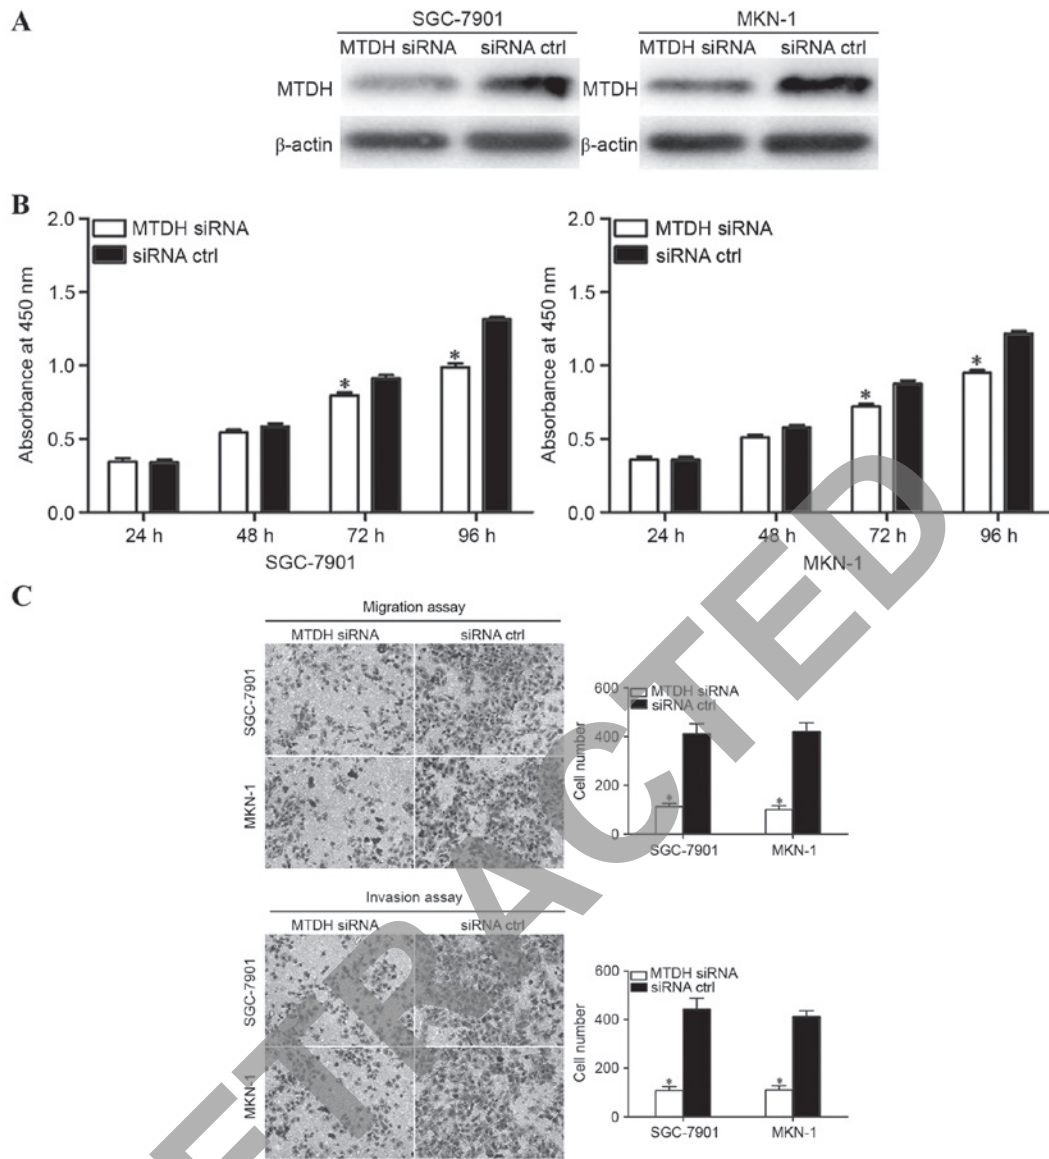 A
SGC-7901
MKN-1
MTDH siRNA siRNA ctrl
MTDH siRNA siRNA ctrl
MTDH
MTDH
β-actin
β-actin
B
2.0
1.5
1.0
0.5
0.0
Absorbance at 450 nm
MTDH siRNA
siRNA ctrl
*
*
24 h 48 h 72 h 96 h
SGC-7901
2.0
1.5
1.0
0.5
0.0
Absorbance at 450 nm
MTDH siRNA
siRNA ctrl
*
*
24 h 48 h 72 h 96 h
MKN-1
C
Migration assay
MTDH siRNA siRNA ctrl
SGC-7901
MKN-1
600
400
200
0
Cell number
MTDH siRNA
siRNA ctrl
*
*
SGC-7901 MKN-1
Invasion assay
MTDH siRNA siRNA ctrl
SGC-7901
MKN-1
600
400
200
0
Cell number
MTDH siRNA
siRNA ctrl
*
*
SGC-7901 MKN-1
ETRACTED